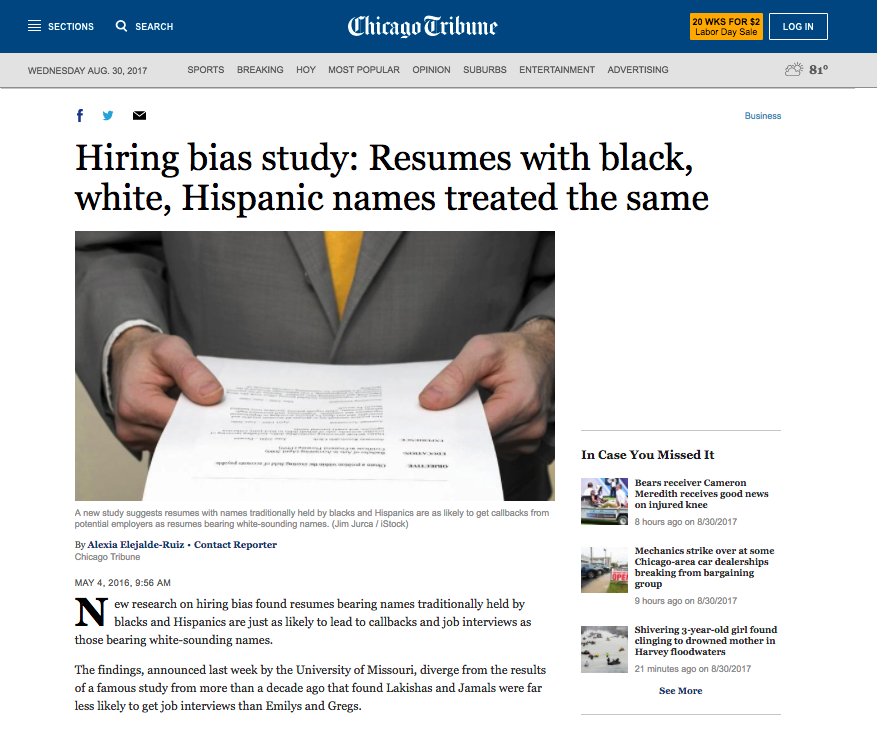 SECTIONS
SEARCH
Chicago Tribune
20 WKS FOR $2
Labor Day Sale
LOG IN
WEDNESDAY AUG. 30, 2017
SPORTS BREAKING HOY MOST POPULAR OPINION SUBURBS ENTERTAINMENT ADVERTISING
81°
Business
Hiring bias study: Resumes with black,
white, Hispanic names treated the same
EXPERIENCE
EDUCATION
OBJECTIVE
A new study suggests resumes with names traditionally held by blacks and Hispanics are as likely to get callbacks from
potential employers as resumes bearing white-sounding names. (Jim Jurca / iStock)
By Alexia Elejalde-Ruiz • Contact Reporter
Chicago Tribune
MAY 4, 2016, 9:56 AM
New research on hiring bias found resumes bearing names traditionally held by
blacks and Hispanics are just as likely to lead to callbacks and job interviews as
those bearing white-sounding names.
The findings, announced last week by the University of Missouri, diverge from the results
of a famous study from more than a decade ago that found Lakishas and Jamals were far
less likely to get job interviews than Emilys and Gregs.
In Case You Missed It
Bears receiver Cameron
Meredith receives good news
on injured knee
8 hours ago on 8/30/2017
Mechanics strike over at some
Chicago-area car dealerships
breaking from bargaining
group
9 hours ago on 8/30/2017
OPEN
Shivering 3-year-old girl found
clinging to drowned mother in
Harvey floodwaters
21 minutes ago on 8/30/2017
See More